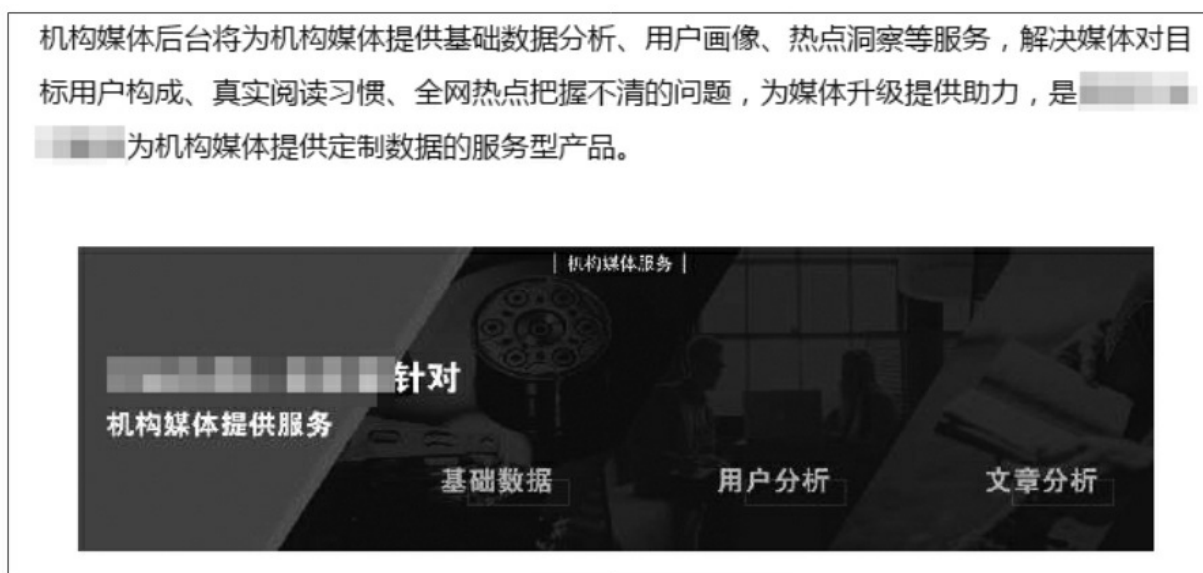 机构媒体后台将为机构媒体提供基础数据分析、用户画像、热点洞察等服务，解决媒体对目
标用户构成、真实阅读习惯、全网热点把握不清的问题，为媒体升级提供助力，是
为机构媒体提供定制数据的服务型产品。
| 机构媒体服务 |
针对
机构媒体提供服务
基础数据 用户分析 文章分析